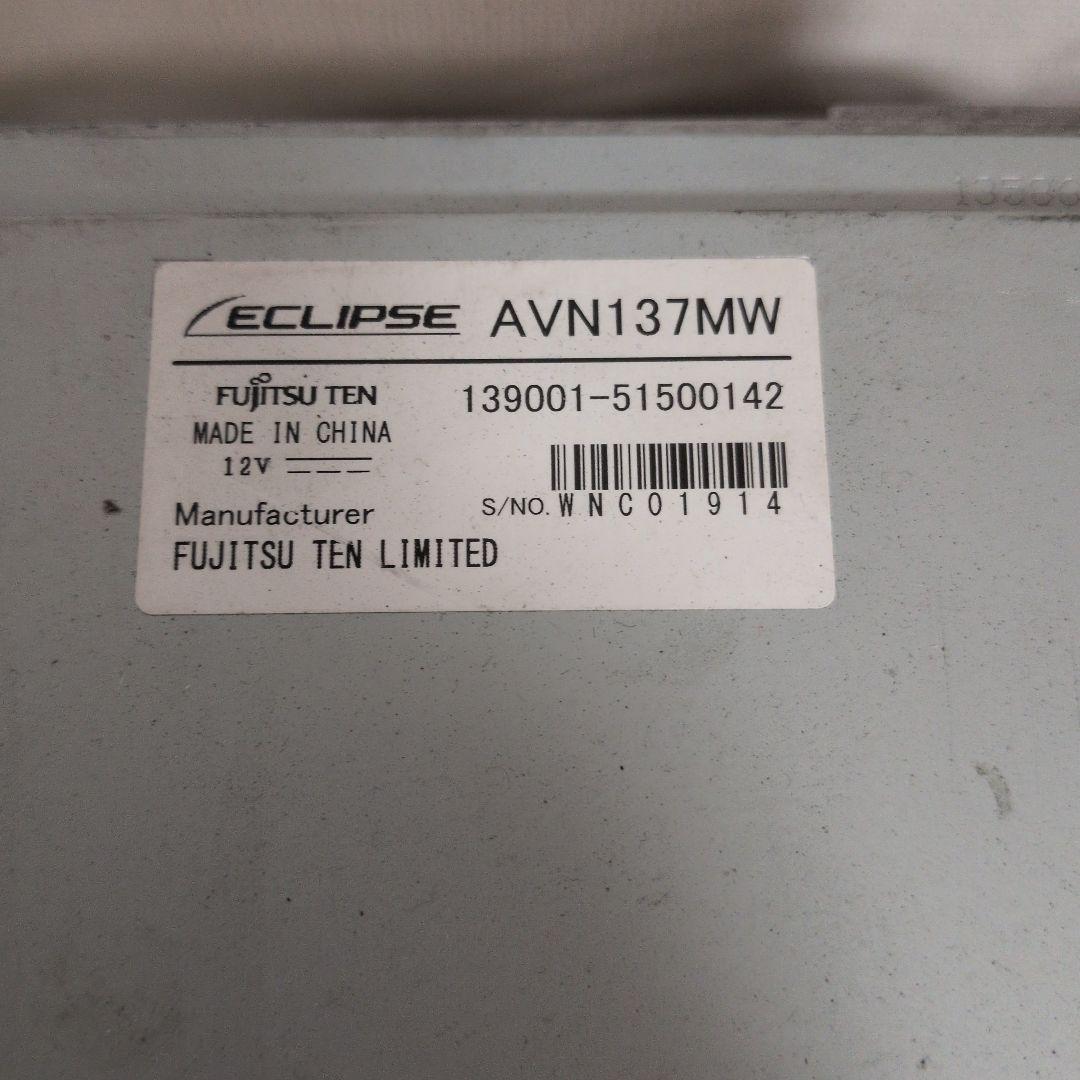 ECLIPSE AVN137MW
FUJITSU TEN 139001-51500142
MADE IN CHINA
12V
S/NO. WNC01914
Manufacturer
FUJITSU TEN LIMITED